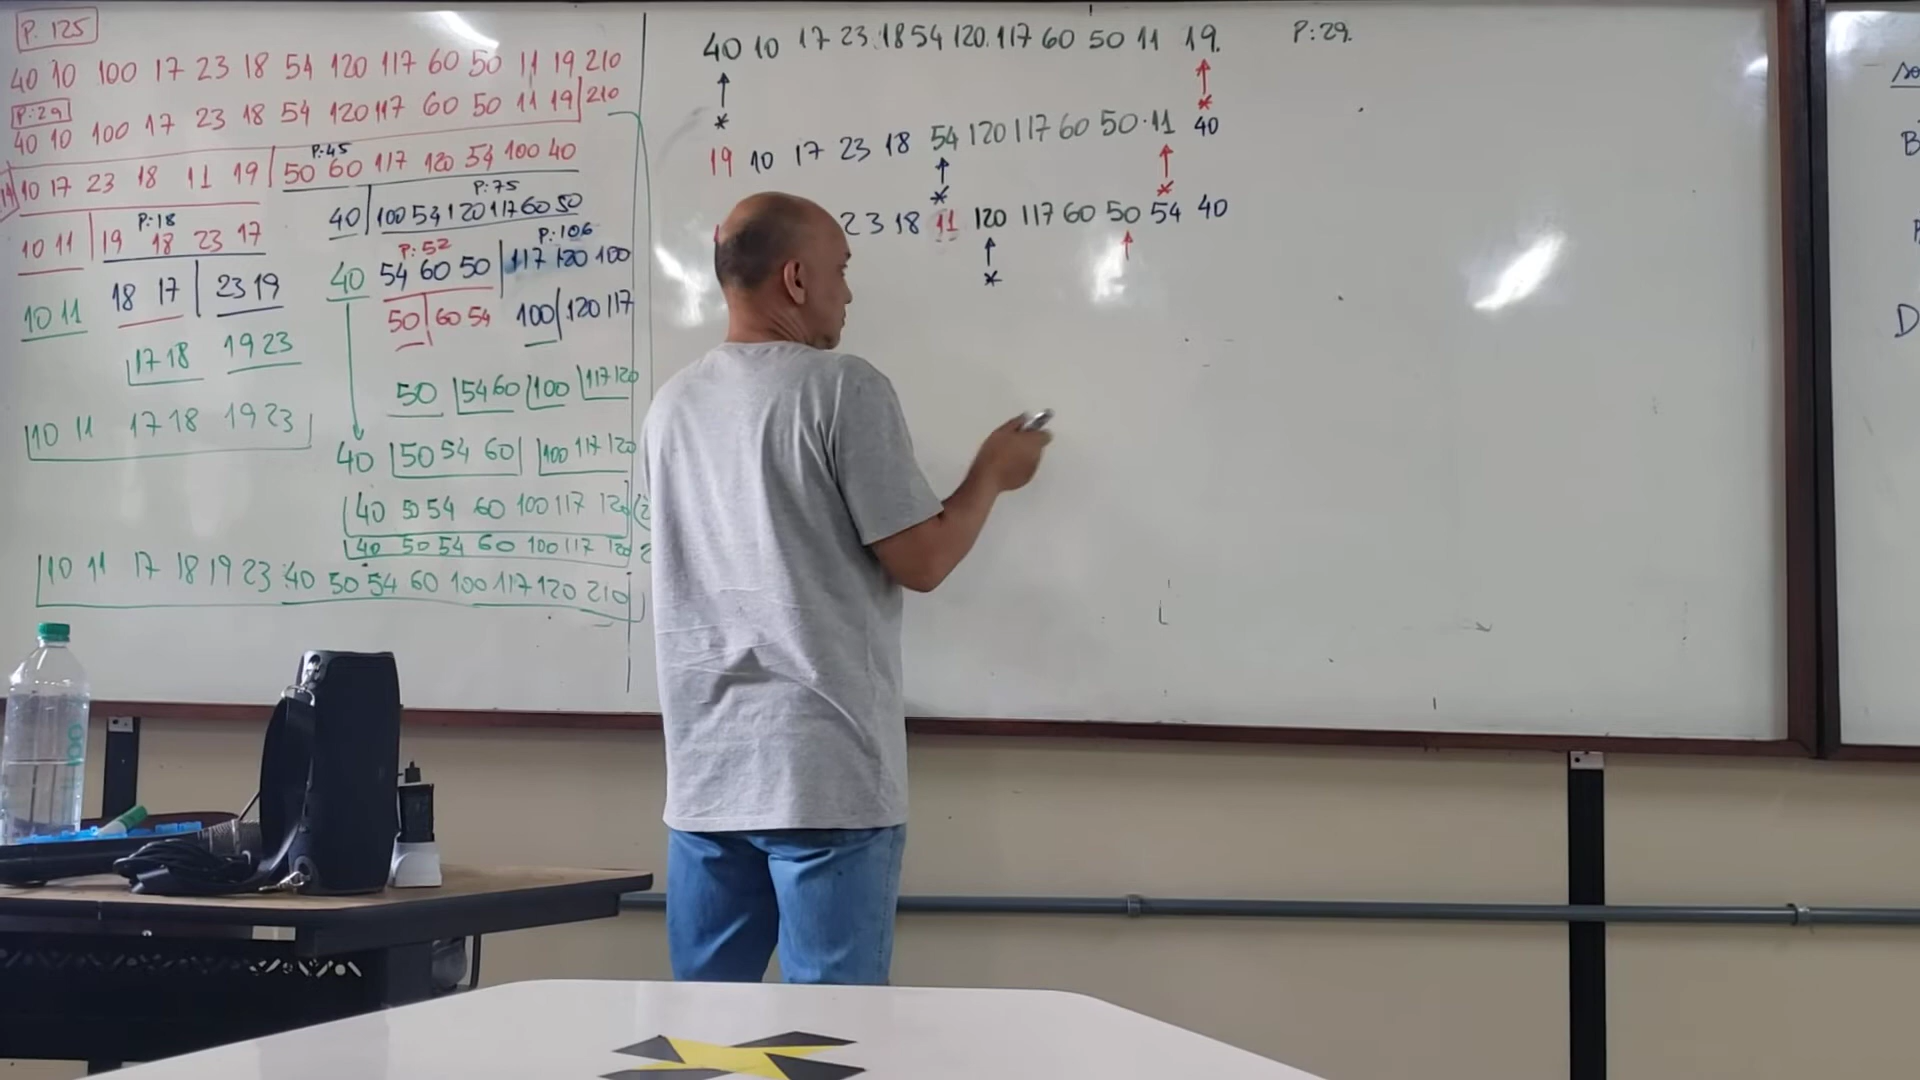 P. 125
40 10 100 17 23 18 54 120 117 60 50 11 19 210
P:29
40 10 100 17 23 18 54 120 117 60 50 11 19 | 210
P:45
10 17 23 18 11 19 | 50 60 117 120 54 100 40
P:18
10 11 | 19 18 23 17
P:75
40 | 100 54 120 117 60 50
P:52 P:106
40 54 60 50 | 117 120 100
10 11 18 17 | 23 19
50 | 60 54 100 | 120 117
17 18 19 23
50 | 54 60 | 100 | 117 120
10 11 17 18 19 23
40 | 50 54 60 | 100 117 120
40 50 54 60 100 117 120
40 50 54 60 100 117 120
10 11 17 18 19 23 40 50 54 60 100 117 120 210
40 10 17 23 18 54 120 117 60 50 11 19 P:29
* *
19 10 17 23 18 54 120 117 60 50 11 40
* *
23 18 11 120 117 60 50 54 40
*
B
D